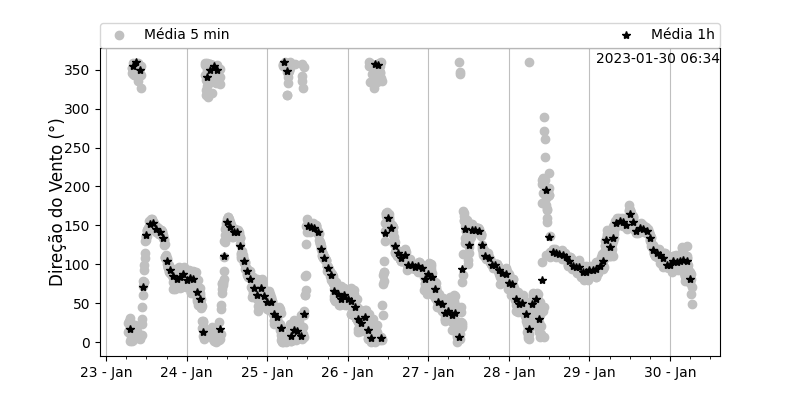 Média 5 min
Média 1h
2023-01-30 06:34
Direção do Vento (°)
350
300
250
200
150
100
50
0
23 - Jan
24 - Jan
25 - Jan
26 - Jan
27 - Jan
28 - Jan
29 - Jan
30 - Jan